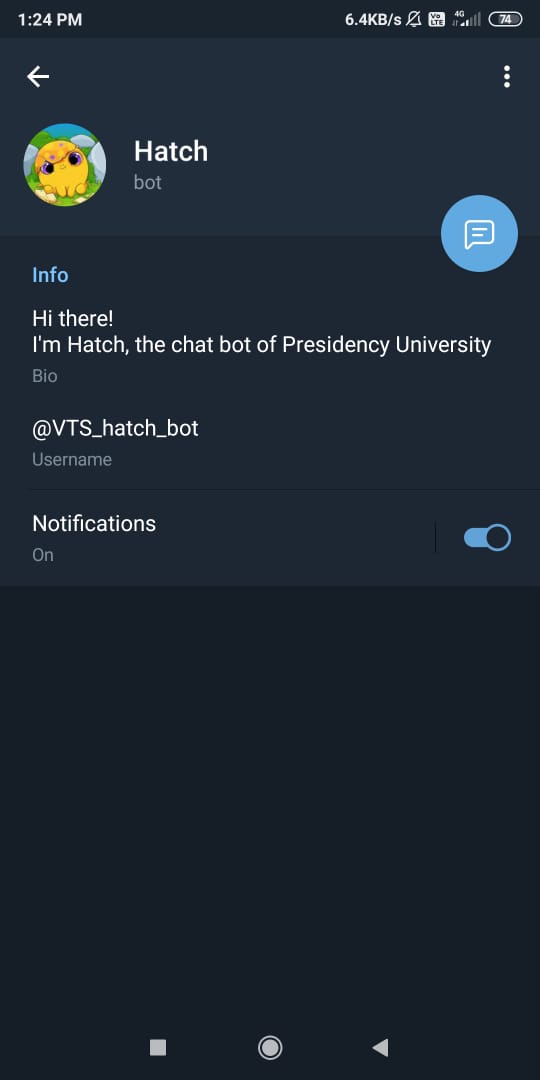 1:24 PM 6.4KB/s Vo LTE 4G 74
Hatch
bot
Info
Hi there!
I'm Hatch, the chat bot of Presidency University
Bio
@VTS_hatch_bot
Username
Notifications
On